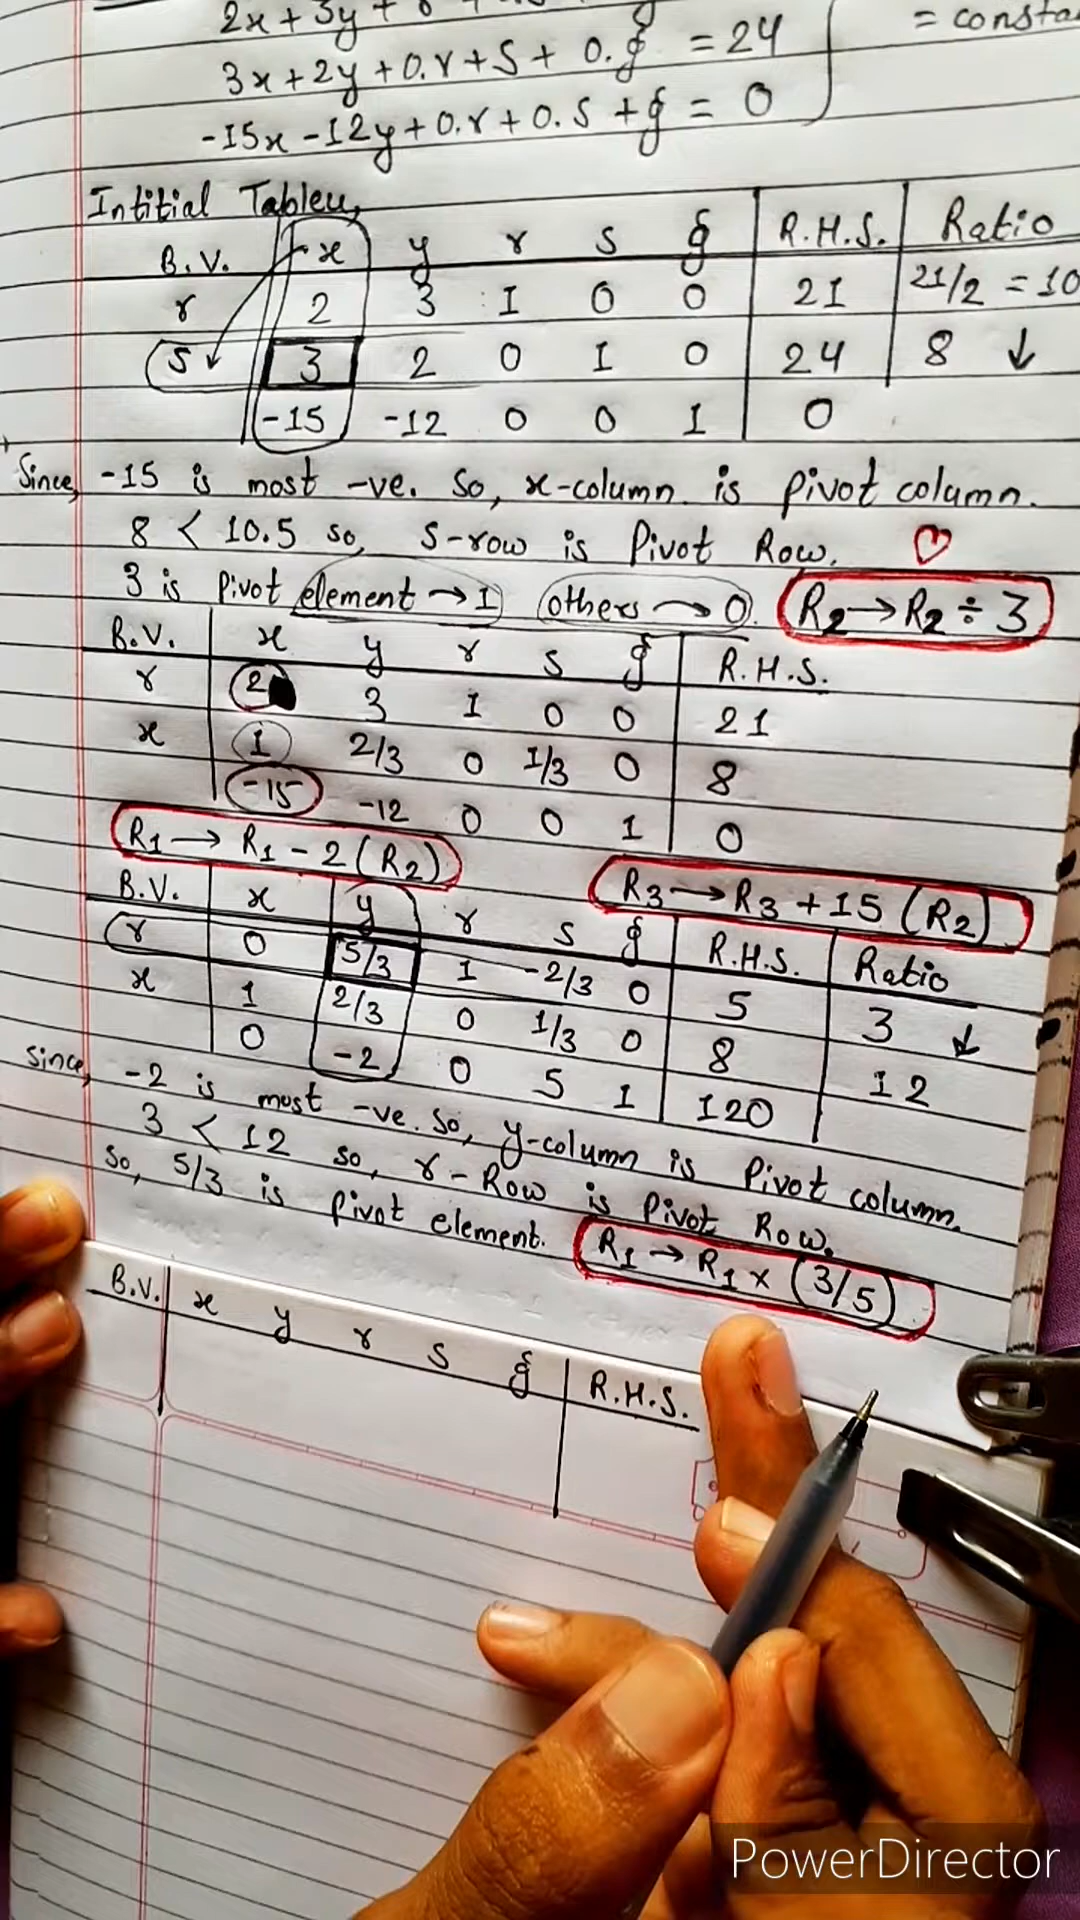 2x + 3y +
= consta
3x + 2y + 0.r + s + 0.f = 24
-15x - 12y + 0.r + 0.s + f = 0
Intitial Tableu,
B.V. x y r s f R.H.S. Ratio
r 2 3 1 0 0 21 21/2 = 10
s 3 2 0 1 0 24 8 ↓
-15 -12 0 0 1 0
Since, -15 is most -ve. So, x-column is pivot column.
8 < 10.5 so, s-row is Pivot Row. ♡
3 is pivot element → 1 others → 0. R2 → R2 ÷ 3
B.V. x y r s f R.H.S.
r 2 3 1 0 0 21
x 1 2/3 0 1/3 0 8
-15 -12 0 0 1 0
R1 → R1 - 2(R2) R3 → R3 + 15(R2)
B.V. x y r s f R.H.S. Ratio
r 0 5/3 1 -2/3 0 5 3 ↓
x 1 2/3 0 1/3 0 8 12
0 -2 0 5 1 120
Since, -2 is most -ve. So, y-column is Pivot column.
3 < 12 so, r-Row is Pivot Row.
So, 5/3 is pivot element. R1 → R1 x (3/5)
B.V. x y r s f R.H.S.
PowerDirector